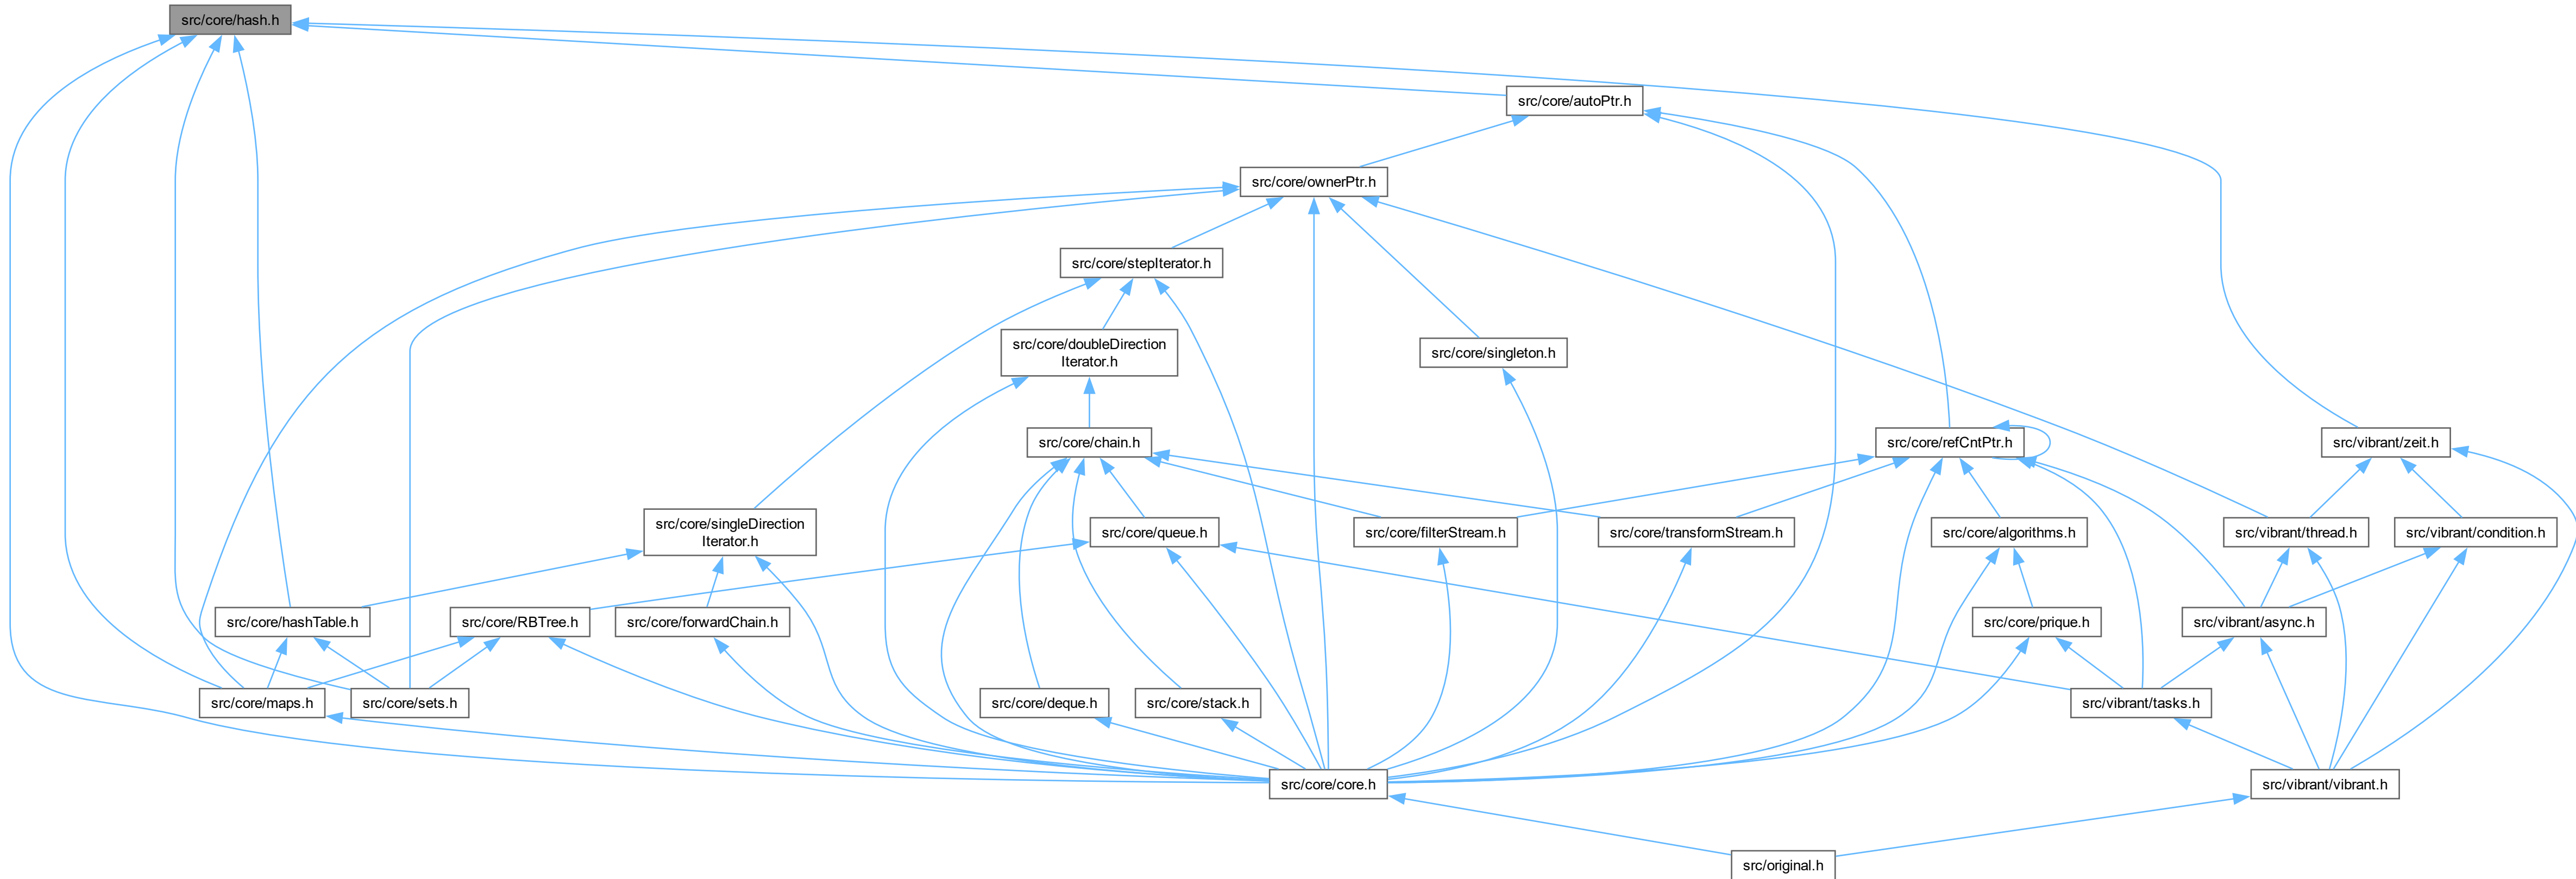 src/core/hash.h
src/core/autoPtr.h
src/core/ownerPtr.h
src/core/stepIterator.h
src/core/doubleDirection
Iterator.h
src/core/singleton.h
src/core/chain.h
src/core/refCntPtr.h
src/vibrant/zeit.h
src/core/singleDirection
Iterator.h
src/core/queue.h
src/core/filterStream.h
src/core/transformStream.h
src/core/algorithms.h
src/vibrant/thread.h
src/vibrant/condition.h
src/core/hashTable.h
src/core/RBTree.h
src/core/forwardChain.h
src/core/prique.h
src/vibrant/async.h
src/core/maps.h
src/core/sets.h
src/core/deque.h
src/core/stack.h
src/vibrant/tasks.h
src/core/core.h
src/vibrant/vibrant.h
src/original.h